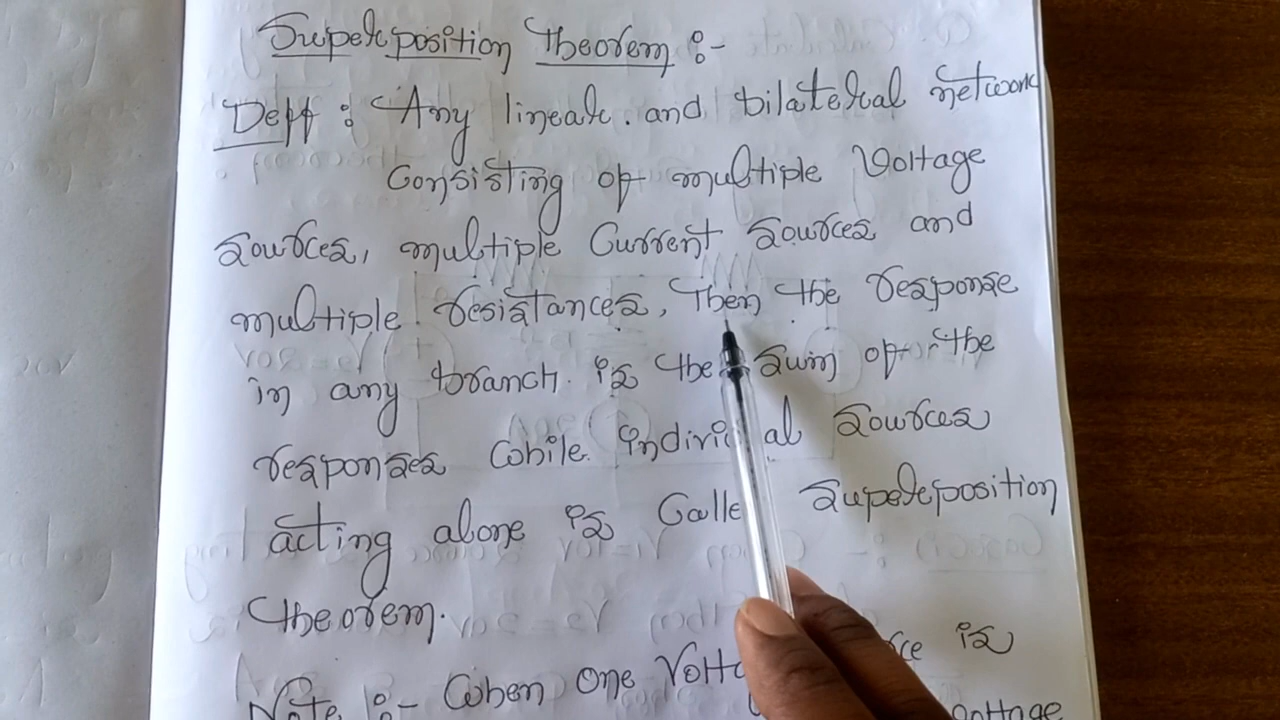 Superposition Theorem :-
Deff : Any linear. and bilateral network
Consisting of multiple Voltage
sources, multiple Current sources and
multiple resistances, Then the response
in any branch. is the sum of the
responses while individual sources
acting alone is Called Superposition
theorem.
Note :- When One Voltage is